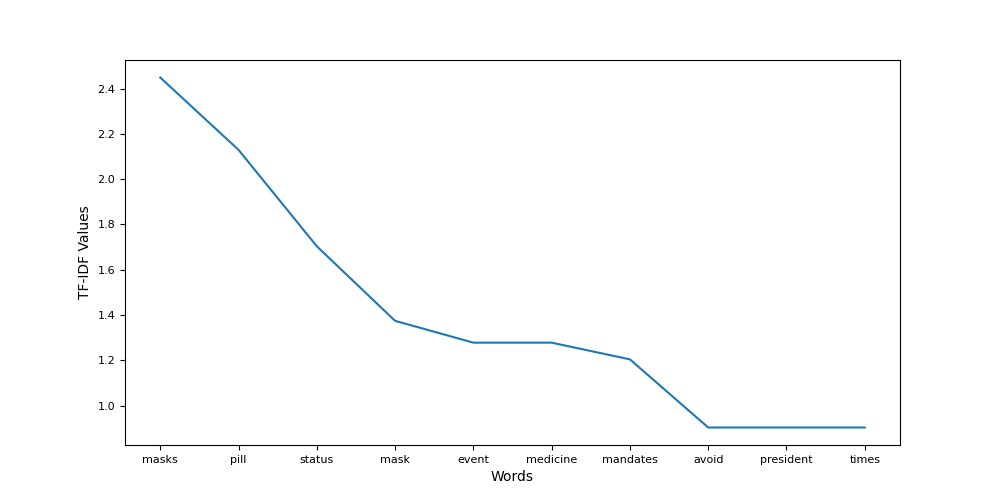 2.4
2.2
2.0
1.8
1.6
1.4
1.2
1.0
TF-IDF Values
masks pill status mask event medicine mandates avoid president times
Words